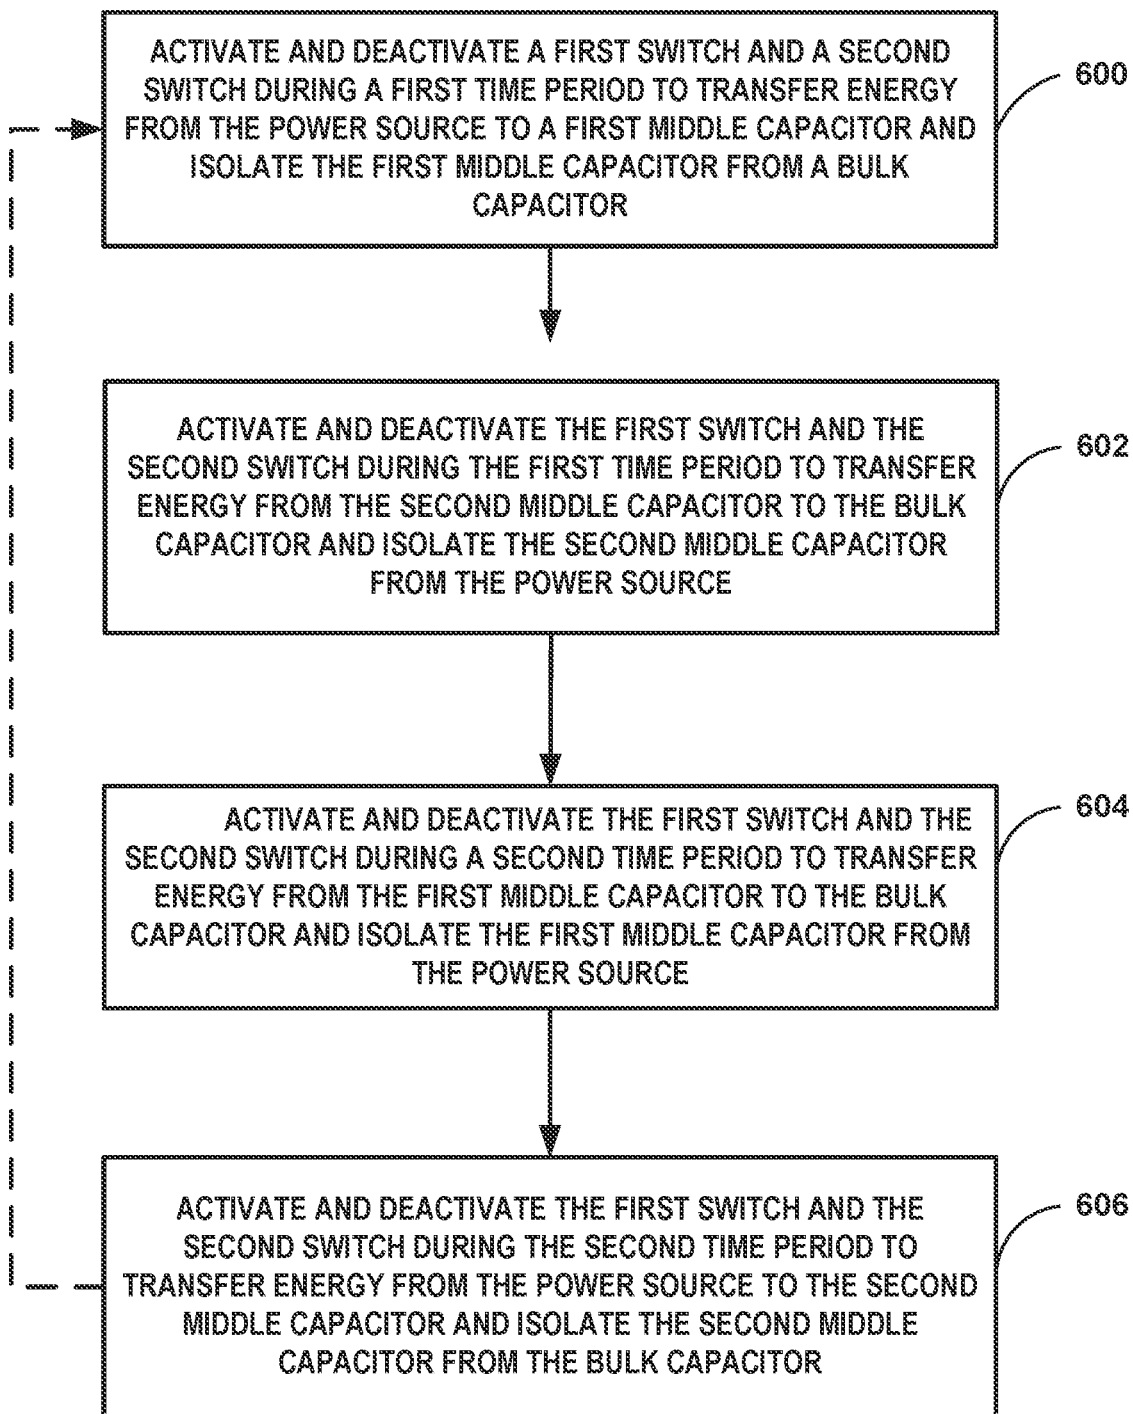 ACTIVATE AND DEACTIVATE A FIRST SWITCH AND A SECOND
SWITCH DURING A FIRST TIME PERIOD TO TRANSFER ENERGY
FROM THE POWER SOURCE TO A FIRST MIDDLE CAPACITOR AND
ISOLATE THE FIRST MIDDLE CAPACITOR FROM A BULK
CAPACITOR
600
ACTIVATE AND DEACTIVATE THE FIRST SWITCH AND THE
SECOND SWITCH DURING THE FIRST TIME PERIOD TO TRANSFER
ENERGY FROM THE SECOND MIDDLE CAPACITOR TO THE BULK
CAPACITOR AND ISOLATE THE SECOND MIDDLE CAPACITOR
FROM THE POWER SOURCE
602
ACTIVATE AND DEACTIVATE THE FIRST SWITCH AND THE
SECOND SWITCH DURING A SECOND TIME PERIOD TO TRANSFER
ENERGY FROM THE FIRST MIDDLE CAPACITOR TO THE BULK
CAPACITOR AND ISOLATE THE FIRST MIDDLE CAPACITOR FROM
THE POWER SOURCE
604
ACTIVATE AND DEACTIVATE THE FIRST SWITCH AND THE
SECOND SWITCH DURING THE SECOND TIME PERIOD TO
TRANSFER ENERGY FROM THE POWER SOURCE TO THE SECOND
MIDDLE CAPACITOR AND ISOLATE THE SECOND MIDDLE
CAPACITOR FROM THE BULK CAPACITOR
606